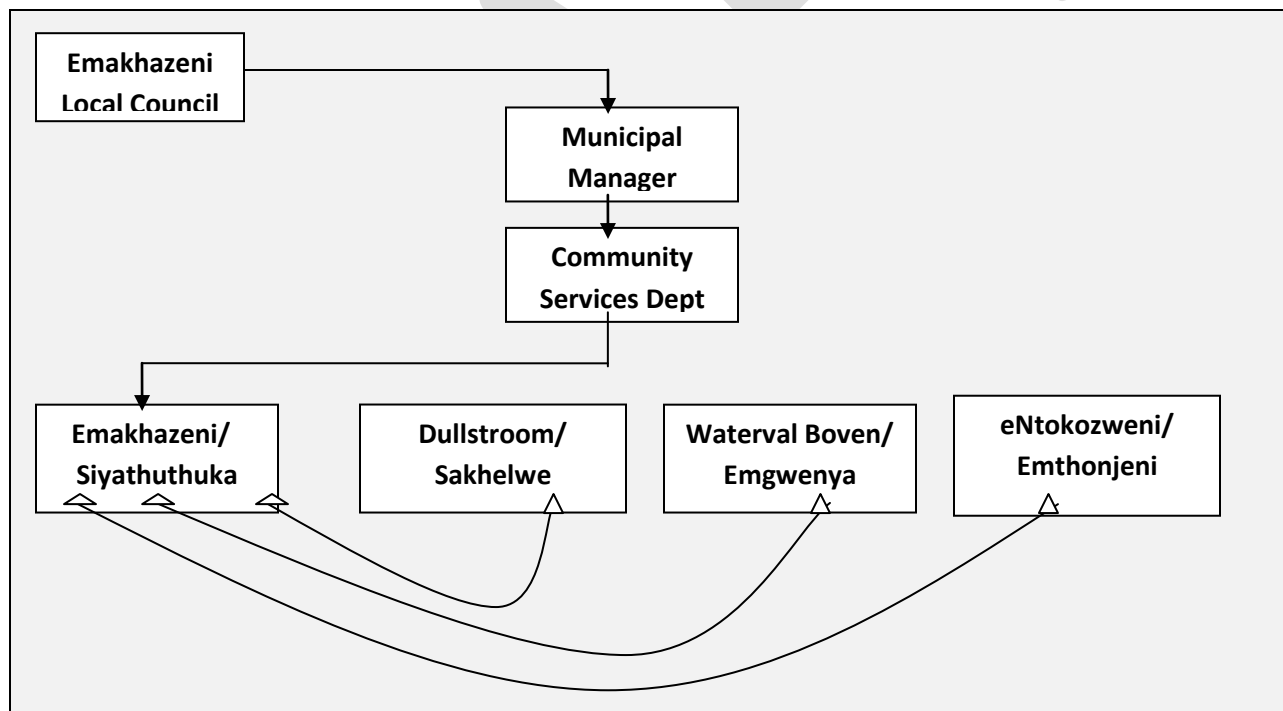 Emakhazeni
Local Council
Municipal
Manager
Community
Services Dept
Emakhazeni/
Siyathuthuka
Dullstroom/
Sakhelwe
Waterval Boven/
Emgwenya
eNtokozweni/
Emthonjeni